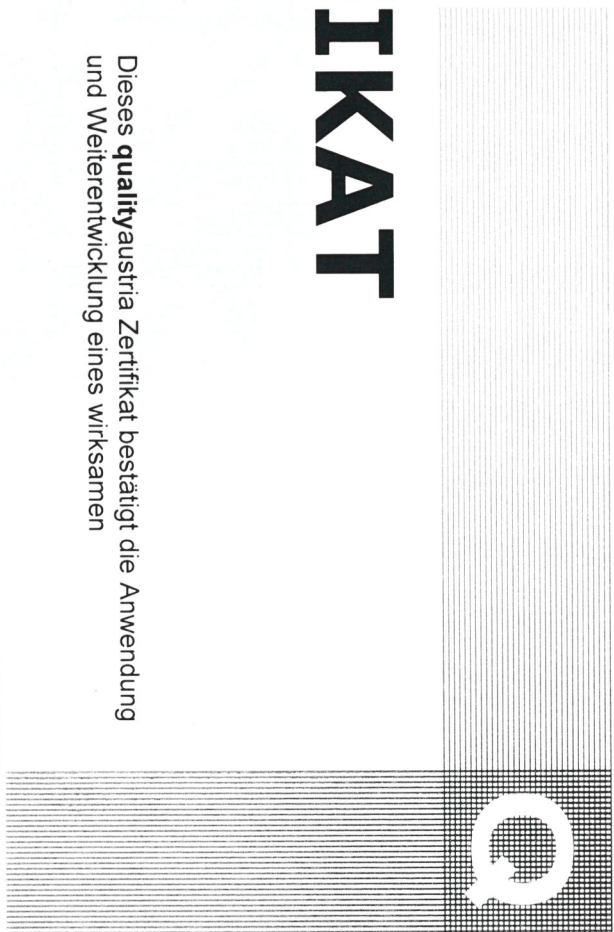 Q
IKAT
Dieses qualityaustria Zertifikat bestätigt die Anwendung
und Weiterentwicklung eines wirksamen